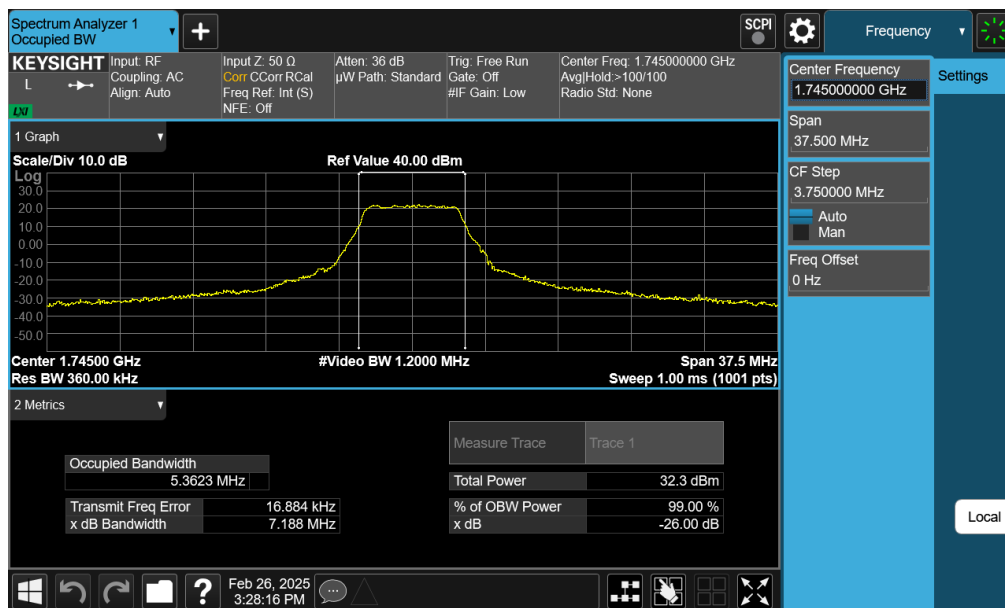 Spectrum Analyzer 1
Occupied BW
+
SCPI
Frequency
KEYSIGHT
L
LXI
Input: RF
Coupling: AC
Align: Auto
Input Z: 50 Ω
Corr CCorr RCal
Freq Ref: Int (S)
NFE: Off
Atten: 36 dB
µW Path: Standard
Trig: Free Run
Gate: Off
#IF Gain: Low
Center Freq: 1.745000000 GHz
Avg|Hold:>100/100
Radio Std: None
Center Frequency
1.745000000 GHz
Settings
Span
37.500 MHz
CF Step
3.750000 MHz
Auto
Man
Freq Offset
0 Hz
Local
1 Graph
Scale/Div 10.0 dB
Ref Value 40.00 dBm
Log
30.0
20.0
10.0
0.00
-10.0
-20.0
-30.0
-40.0
-50.0
Center 1.74500 GHz
#Video BW 1.2000 MHz
Span 37.5 MHz
Res BW 360.00 kHz
Sweep 1.00 ms (1001 pts)
2 Metrics
Measure Trace
Trace 1
Occupied Bandwidth
5.3623 MHz
Total Power
32.3 dBm
Transmit Freq Error
16.884 kHz
% of OBW Power
99.00 %
x dB Bandwidth
7.188 MHz
x dB
-26.00 dB
?
Feb 26, 2025
3:28:16 PM